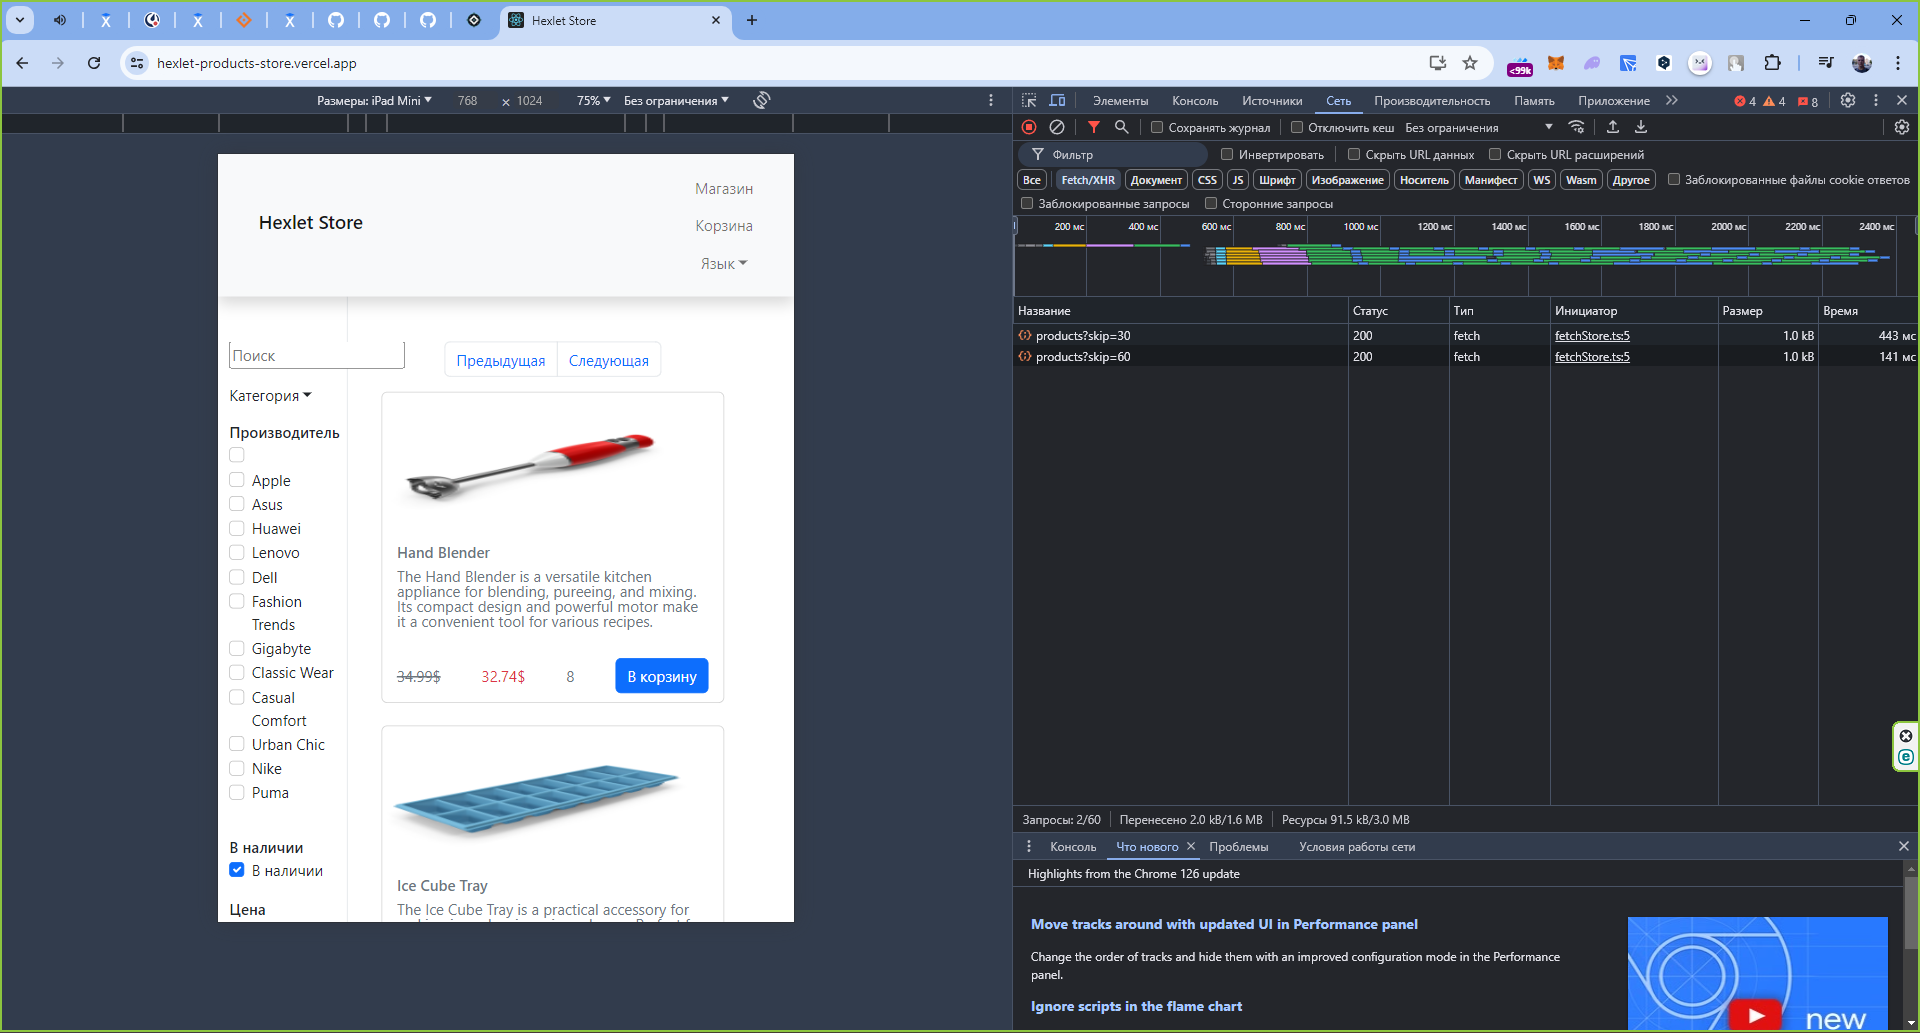 Hexlet Store
hexlet-products-store.vercel.app
<99k
Размеры: iPad Mini 768 × 1024 75% Без ограничения
Элементы Консоль Источники Сеть Производительность Память Приложение 4 4 8
Сохранять журнал Отключить кеш Без ограничения
Фильтр Инвертировать Скрыть URL данных Скрыть URL расширений
Все Fetch/XHR Документ CSS JS Шрифт Изображение Носитель Манифест WS Wasm Другое Заблокированные файлы cookie ответов
Заблокированные запросы Сторонние запросы
200 мс 400 мс 600 мс 800 мс 1000 мс 1200 мс 1400 мс 1600 мс 1800 мс 2000 мс 2200 мс 2400 мс
Название Статус Тип Инициатор Размер Время
products?skip=30 200 fetch fetchStore.ts:5 1.0 kB 443 мс
products?skip=60 200 fetch fetchStore.ts:5 1.0 kB 141 мс
Запросы: 2/60 Перенесено 2.0 kB/1.6 MB Ресурсы 91.5 kB/3.0 MB
Консоль Что нового Проблемы Условия работы сети
Highlights from the Chrome 126 update
Move tracks around with updated UI in Performance panel
Change the order of tracks and hide them with an improved configuration mode in the Performance
panel.
Ignore scripts in the flame chart
new
Hexlet Store
Магазин
Корзина
Язык
Поиск
Категория
Производитель
Apple
Asus
Huawei
Lenovo
Dell
Fashion
Trends
Gigabyte
Classic Wear
Casual
Comfort
Urban Chic
Nike
Puma
В наличии
В наличии
Цена
Предыдущая Следующая
Hand Blender
The Hand Blender is a versatile kitchen
appliance for blending, pureeing, and mixing.
Its compact design and powerful motor make
it a convenient tool for various recipes.
34.99$ 32.74$ 8 В корзину
Ice Cube Tray
The Ice Cube Tray is a practical accessory for